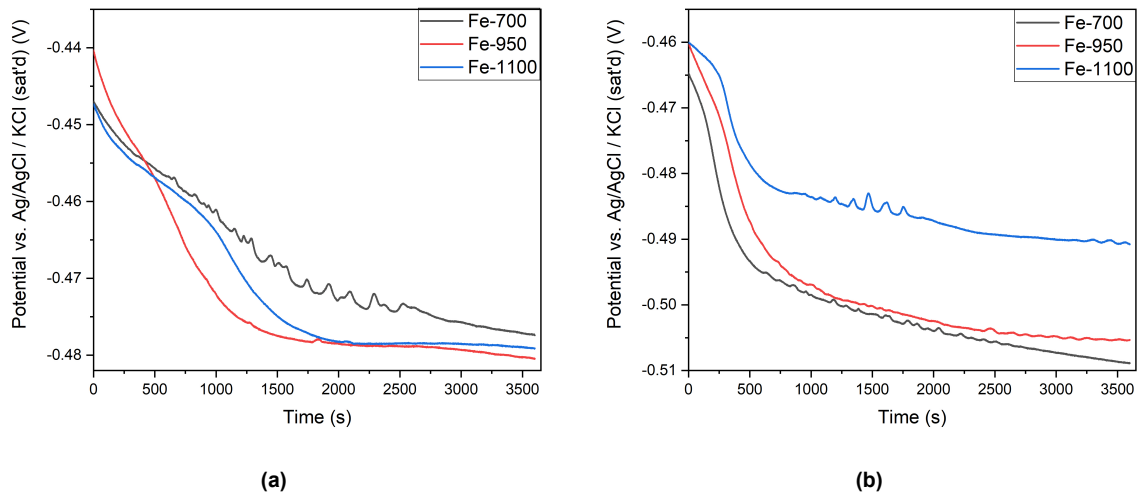 Potential vs. Ag/AgCl / KCl (sat'd) (V)
-0.44
-0.45
-0.46
-0.47
-0.48
Fe-700
Fe-950
Fe-1100
0 500 1000 1500 2000 2500 3000 3500
Time (s)
(a)
Potential vs. Ag/AgCl / KCl (sat'd) (V)
-0.46
-0.47
-0.48
-0.49
-0.50
-0.51
Fe-700
Fe-950
Fe-1100
0 500 1000 1500 2000 2500 3000 3500
Time (s)
(b)